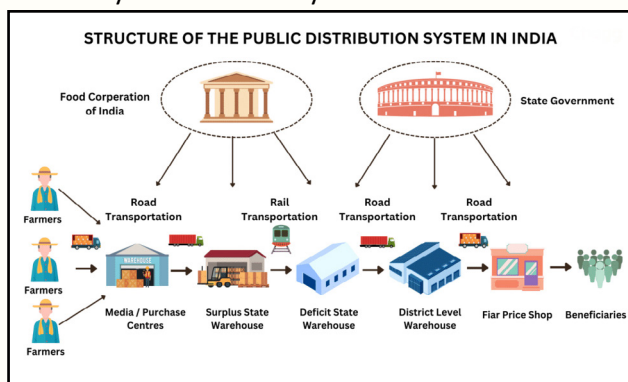 STRUCTURE OF THE PUBLIC DISTRIBUTION SYSTEM IN INDIA
Food Corperation
of India
State Government
Farmers
Road
Transportation
Rail
Transportation
Road
Transportation
Road
Transportation
Farmers
WAREHOUSE
Farmers
Media / Purchase
Centres
Surplus State
Warehouse
Deficit State
Warehouse
District Level
Warehouse
Fiar Price Shop
Beneficiaries